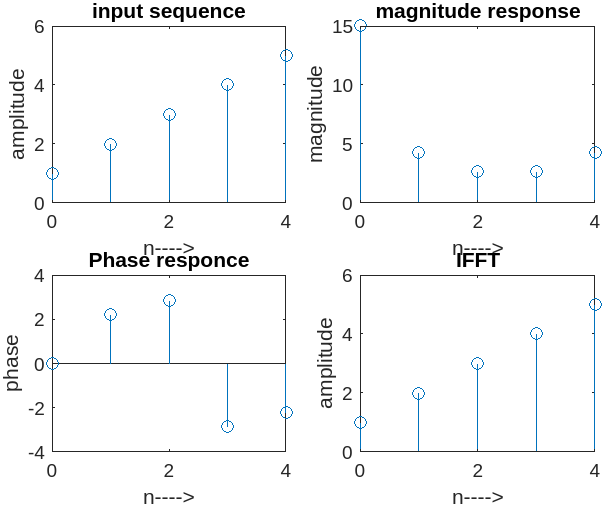 input sequence
6
4
2
0
0
2
4
amplitude
n---->
magnitude response
15
10
5
0
0
2
4
magnitude
n---->
Phase responce
4
2
0
-2
-4
0
2
4
phase
n---->
IFFT
6
4
2
0
0
2
4
amplitude
n---->